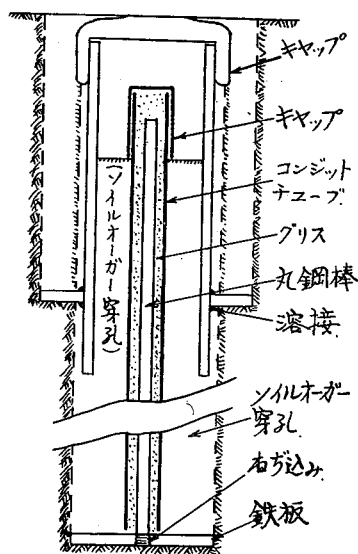 キャップ
キャップ
コンジット
チューブ
グリス
丸鋼棒
溶接
(ソイルオーガー穿孔)
ソイルオーガー
穿孔.
ねぢ込み.
鉄板